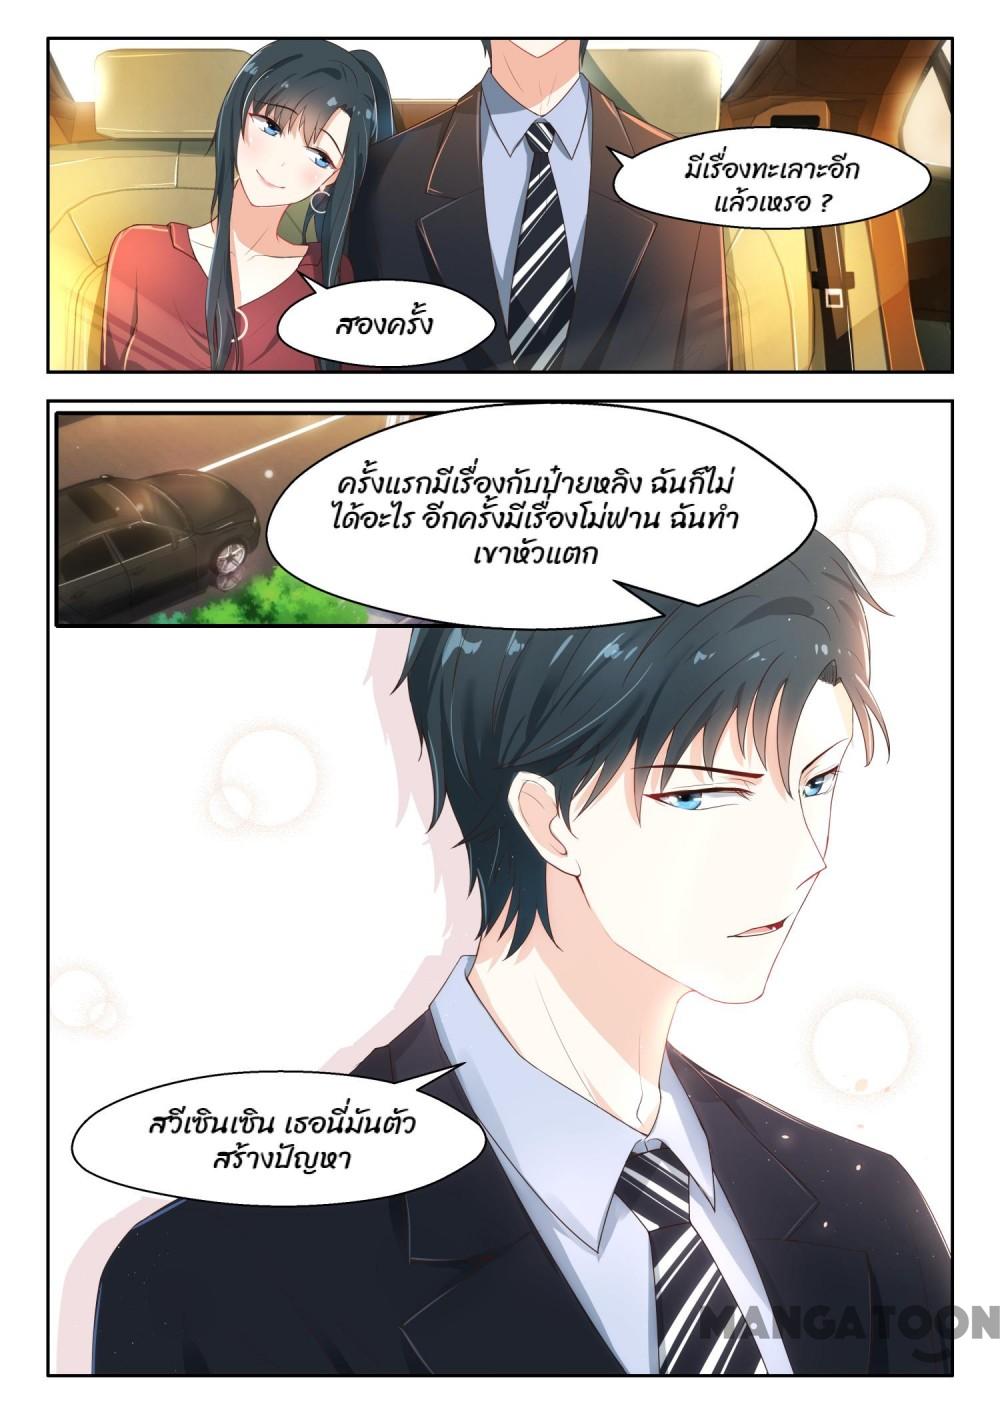 มีเรื่องทะเลาะอีก
แล้วเหรอ ?
สองครั้ง
ครั้งแรกมีเรื่องกับป๋ายหลิง ฉันก็ไม่
ได้อะไร อีกครั้งมีเรื่องโม่ฟาน ฉันทำ
เขาหัวแตก
สวีเซินเซิน เธอนี่มันตัว
สร้างปัญหา
MANGATOON